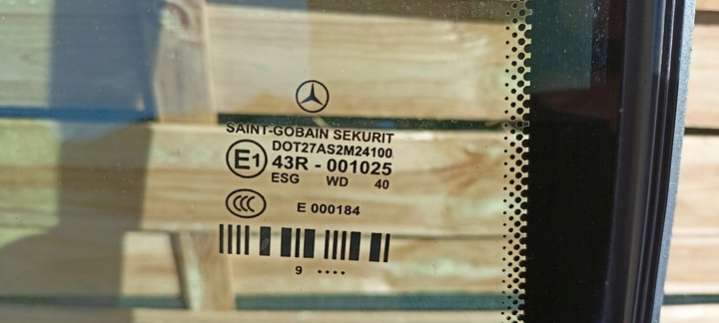 SAINT-GOBAIN SEKURIT
DOT27AS2M24100
E1 43R - 001025
ESG WD 40
CCC E 000184
9 ....